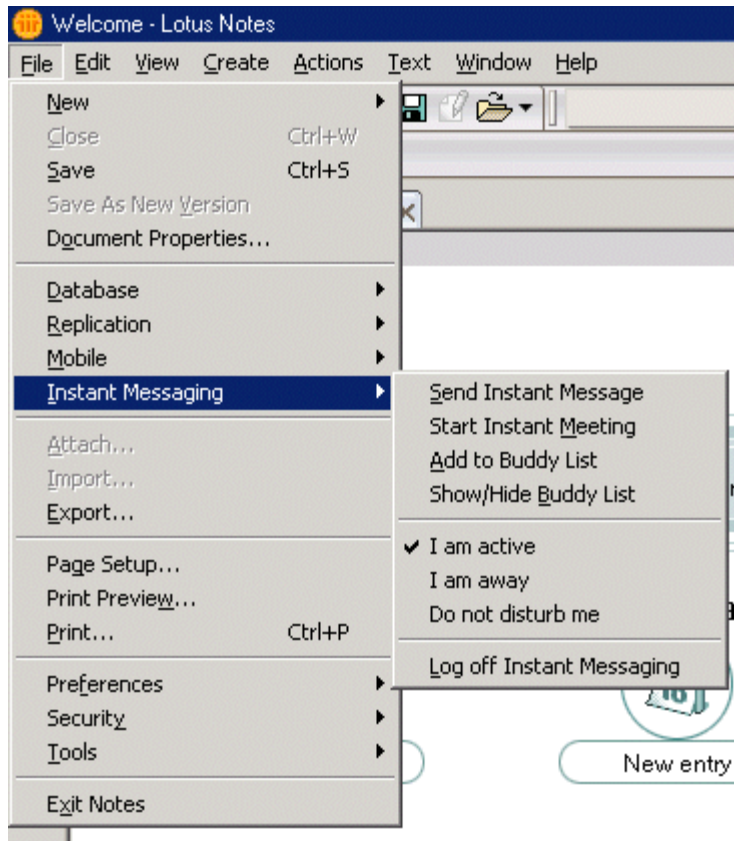 Welcome - Lotus Notes
File Edit View Create Actions Text Window Help
New
Close Ctrl+W
Save Ctrl+S
Save As New Version
Document Properties...
Database
Replication
Mobile
Instant Messaging
Attach...
Import...
Export...
Page Setup...
Print Preview...
Print... Ctrl+P
Preferences
Security
Tools
Exit Notes
Send Instant Message
Start Instant Meeting
Add to Buddy List
Show/Hide Buddy List
I am active
I am away
Do not disturb me
Log off Instant Messaging
16
New entry